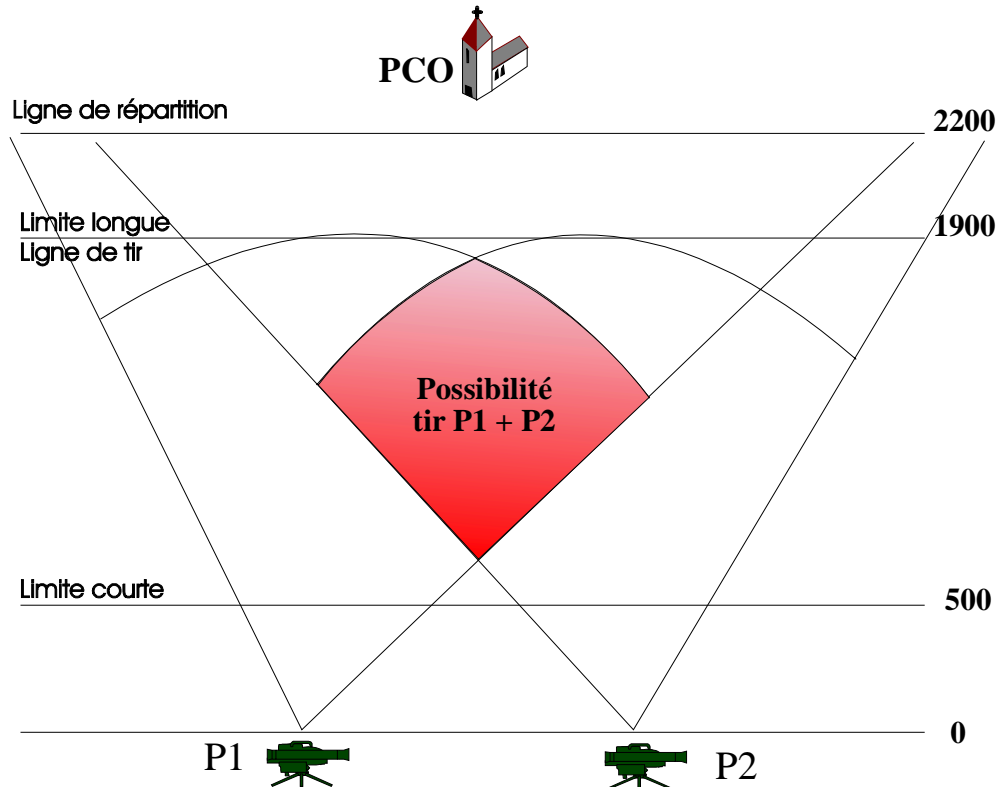 PCO
Ligne de répartition
2200
Limite longue
1900
Ligne de tir
Possibilité
tir P1 + P2
Limite courte
500
0
P1
P2